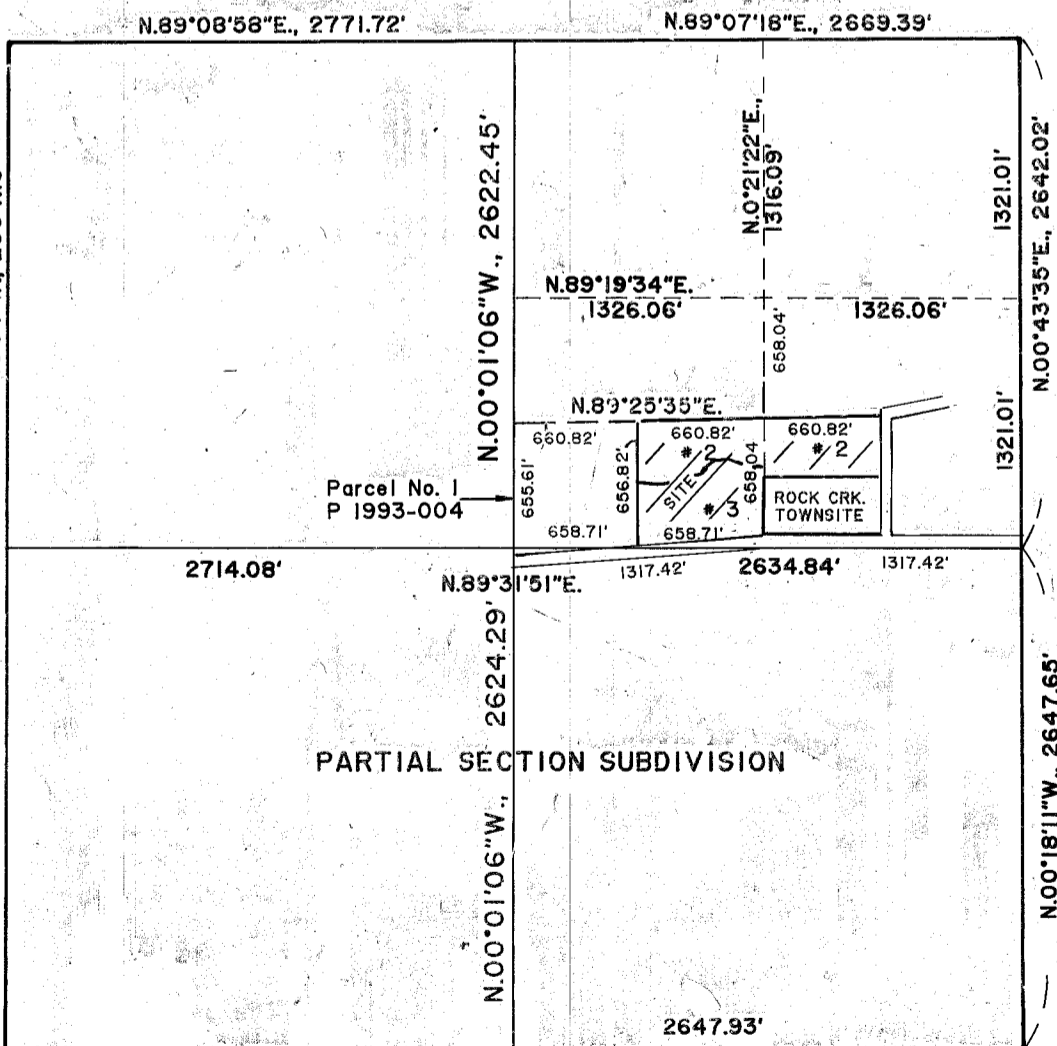 N.89°08'58"E., 2771.72'
N.89°07'18"E., 2669.39'
N.00°01'06"W., 2622.45'
N.0°21'22"E.,
1316.09'
1321.01'
N.00°43'35"E., 2642.02'
N.89°19'34"E.
1326.06'
1326.06'
658.04'
1321.01'
N.89°25'35"E.
660.82'
660.82'
#2
#2
656.82'
658.04
655.61'
SITE
#3
ROCK CRK.
TOWNSITE
Parcel No. 1
P 1993-004
658.71'
658.71'
2714.08'
N.89°31'51"E.
1317.42'
2634.84'
1317.42'
N.00°01'06"W., 2624.29'
PARTIAL SECTION SUBDIVISION
N.00°18'11"W., 2647.65'
2647.93'